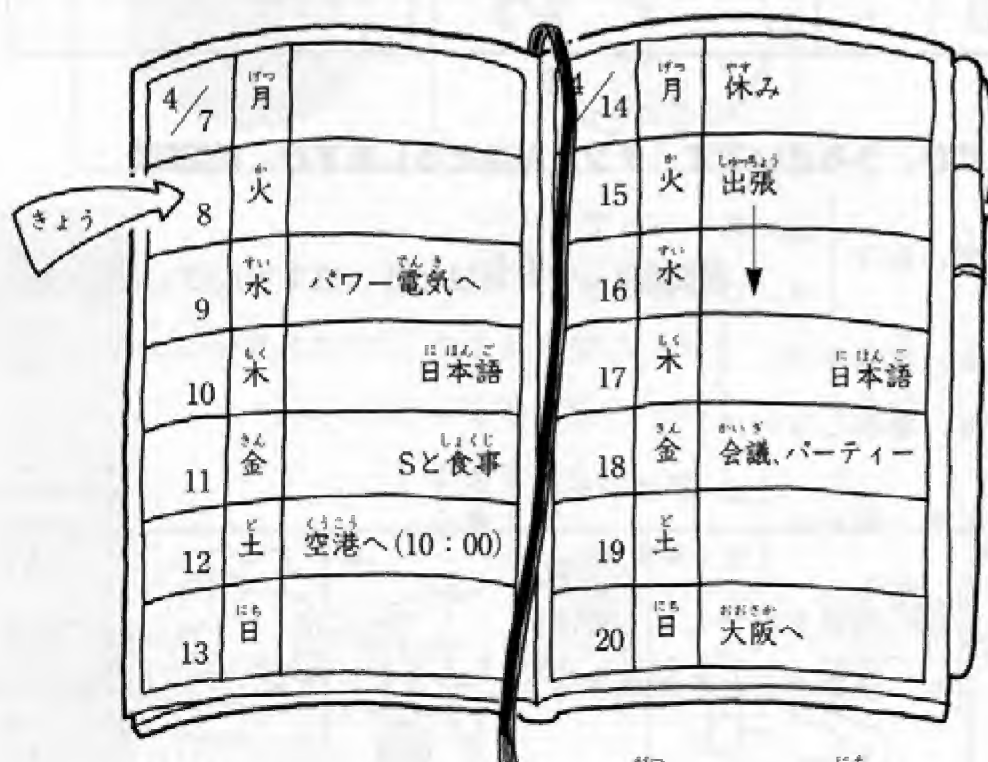 きょう
4/7 月
8 火
9 水 パワー電気へ
10 木 日本語
11 金 Sと食事
12 土 空港へ(10:00)
13 日
4/14 月 休み
15 火 出張
16 水
17 木 日本語
18 金 会議、パーティー
19 土
20 日 大阪へ